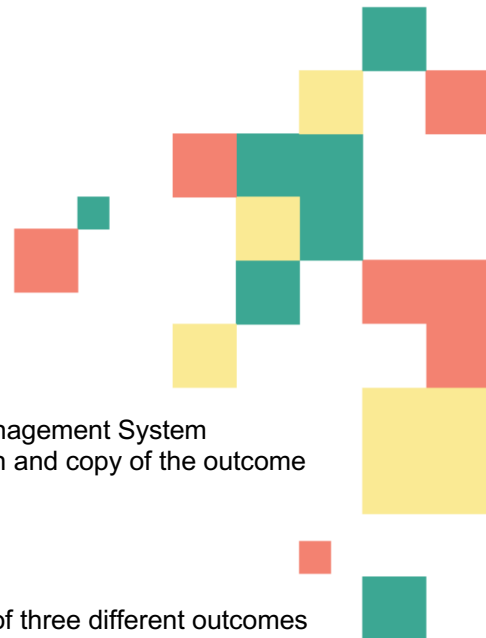 nagement System
and copy of the outcome
of three different outcomes